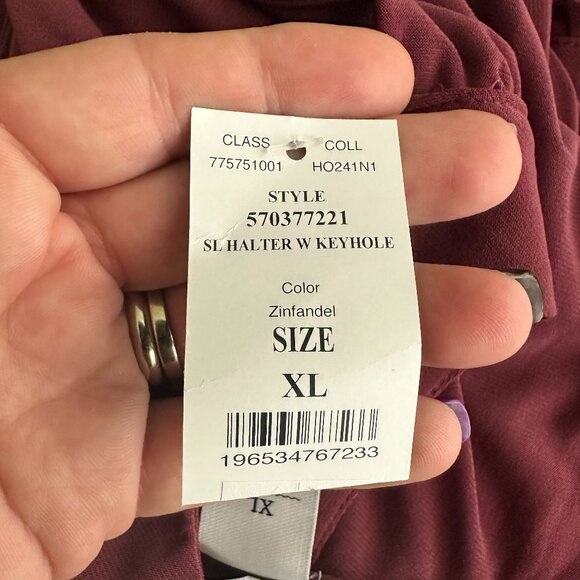 CLASS COLL
775751001 HO241N1
STYLE
570377221
SL HALTER W KEYHOLE
Color
Zinfandel
SIZE
XL
196534767233
XL